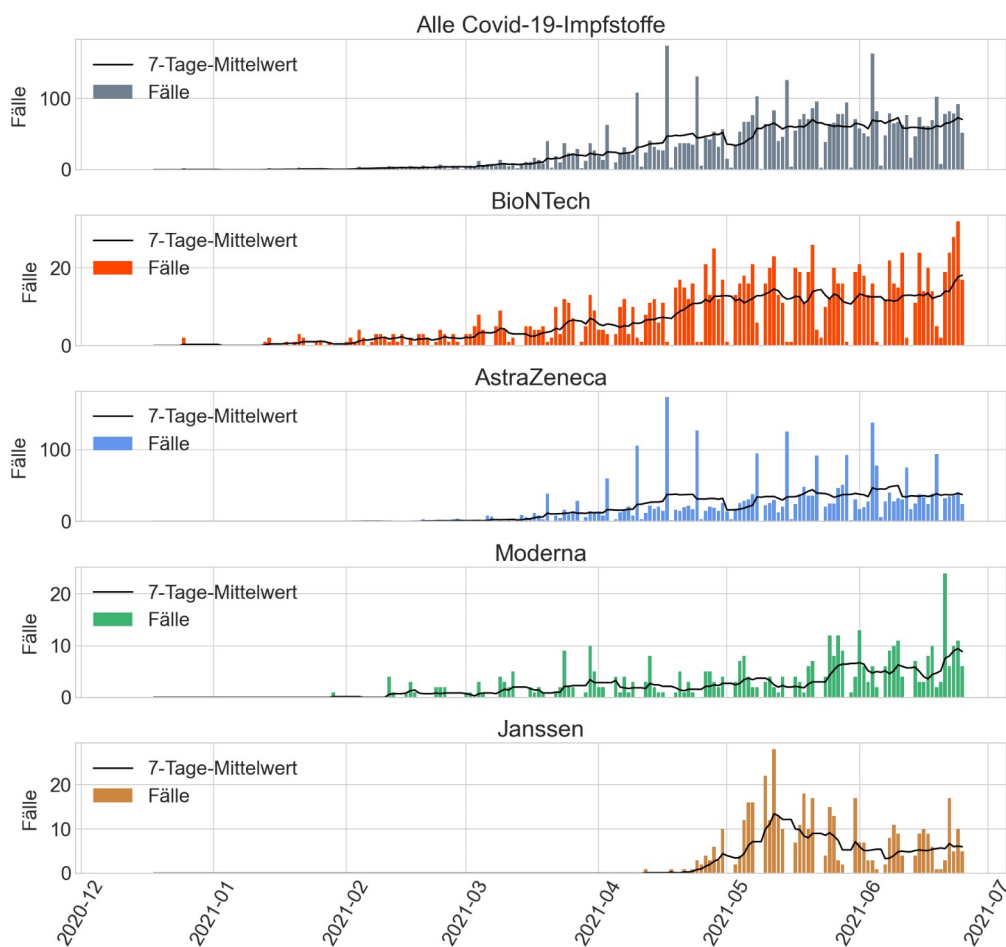 Alle Covid-19-Impfstoffe
Fälle
100
0
7-Tage-Mittelwert
Fälle
BioNTech
Fälle
20
0
7-Tage-Mittelwert
Fälle
AstraZeneca
Fälle
100
0
7-Tage-Mittelwert
Fälle
Moderna
Fälle
20
10
0
7-Tage-Mittelwert
Fälle
Janssen
Fälle
20
10
0
7-Tage-Mittelwert
Fälle
2020-12
2021-01
2021-02
2021-03
2021-04
2021-05
2021-06
2021-07